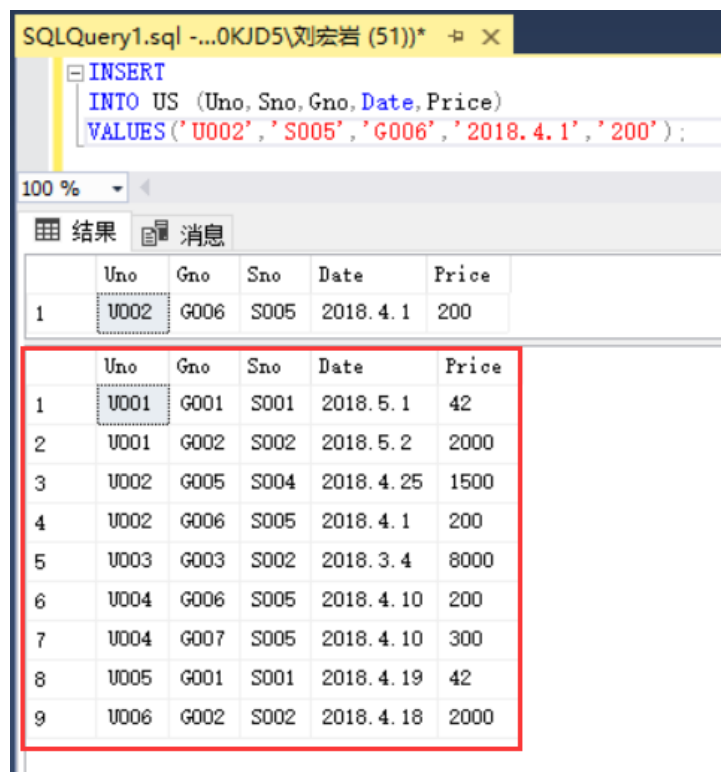 SQLQuery1.sql -...0KJD5\刘宏岩 (51))*
INSERT
INTO US (Uno,Sno,Gno,Date,Price)
VALUES('U002','S005','G006','2018.4.1','200');
100 %
结果 消息
Uno Gno Sno Date Price
1 U002 G006 S005 2018.4.1 200
Uno Gno Sno Date Price
1 U001 G001 S001 2018.5.1 42
2 U001 G002 S002 2018.5.2 2000
3 U002 G005 S004 2018.4.25 1500
4 U002 G006 S005 2018.4.1 200
5 U003 G003 S002 2018.3.4 8000
6 U004 G006 S005 2018.4.10 200
7 U004 G007 S005 2018.4.10 300
8 U005 G001 S001 2018.4.19 42
9 U006 G002 S002 2018.4.18 2000